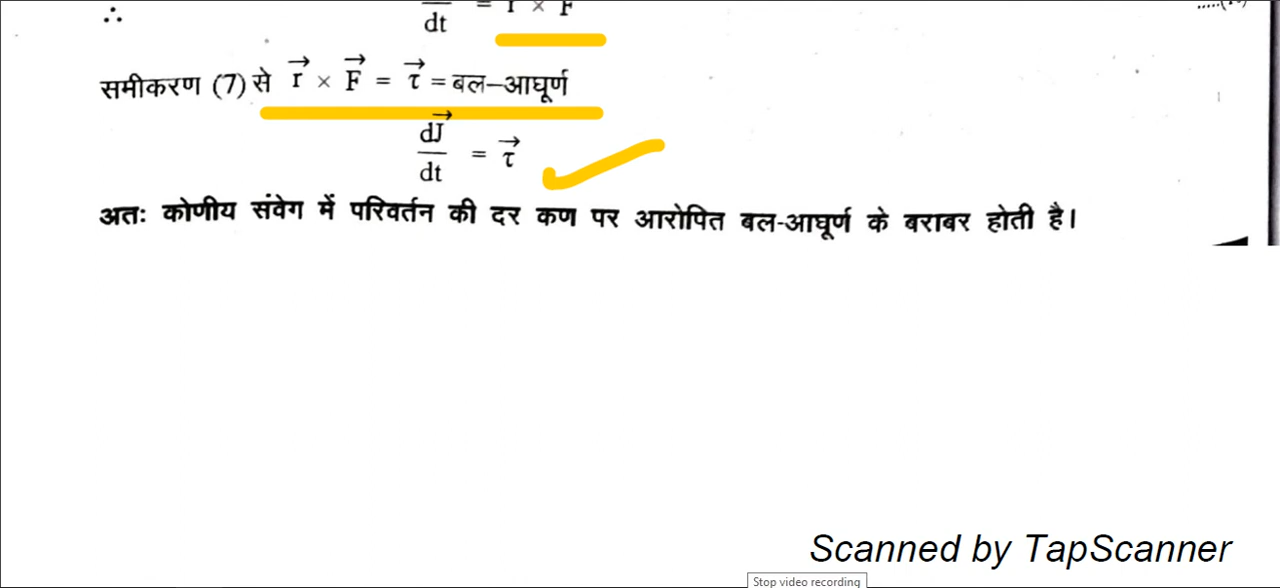 ∴ d/dt = r × F
समीकरण (7) से r⃗ × F⃗ = τ⃗ = बल–आघूर्ण
dJ⃗/dt = τ⃗
अतः कोणीय संवेग में परिवर्तन की दर कण पर आरोपित बल-आघूर्ण के बराबर होती है।
Scanned by TapScanner
Stop video recording